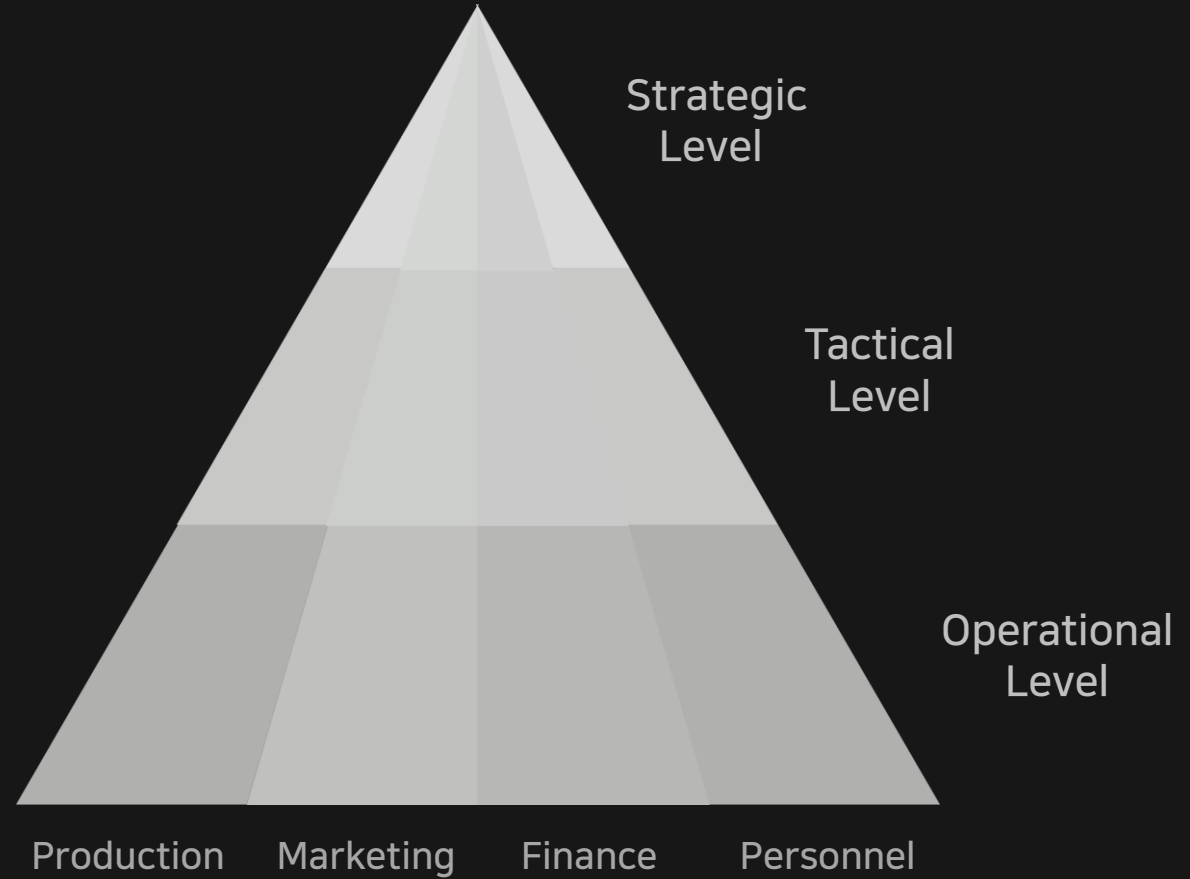 Strategic
Level
Tactical
Level
Operational
Level
Production Marketing Finance Personnel